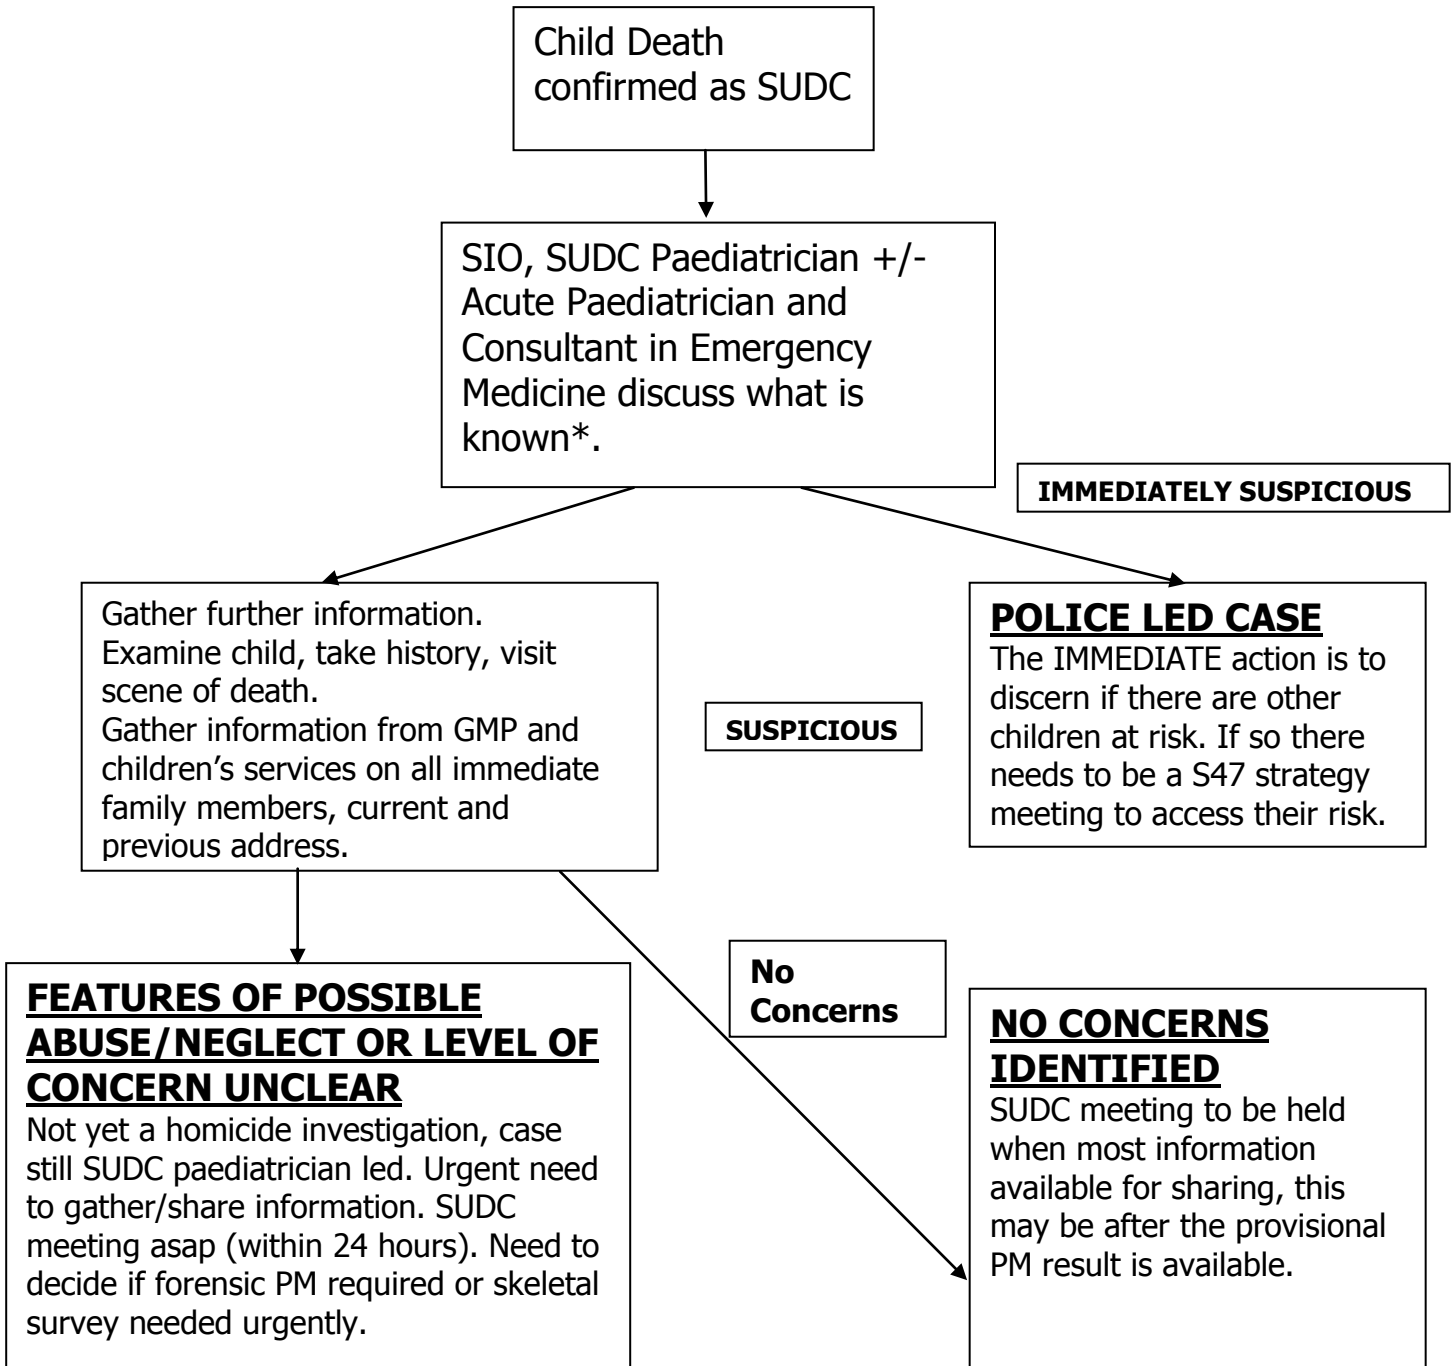 Child Death
confirmed as SUDC
SIO, SUDC Paediatrician +/-
Acute Paediatrician and
Consultant in Emergency
Medicine discuss what is
known*.
IMMEDIATELY SUSPICIOUS
Gather further information.
Examine child, take history, visit
scene of death.
Gather information from GMP and
children’s services on all immediate
family members, current and
previous address.
SUSPICIOUS
POLICE LED CASE
The IMMEDIATE action is to
discern if there are other
children at risk. If so there
needs to be a S47 strategy
meeting to access their risk.
FEATURES OF POSSIBLE
ABUSE/NEGLECT OR LEVEL OF
CONCERN UNCLEAR
Not yet a homicide investigation, case
still SUDC paediatrician led. Urgent need
to gather/share information. SUDC
meeting asap (within 24 hours). Need to
decide if forensic PM required or skeletal
survey needed urgently.
No
Concerns
NO CONCERNS
IDENTIFIED
SUDC meeting to be held
when most information
available for sharing, this
may be after the provisional
PM result is available.